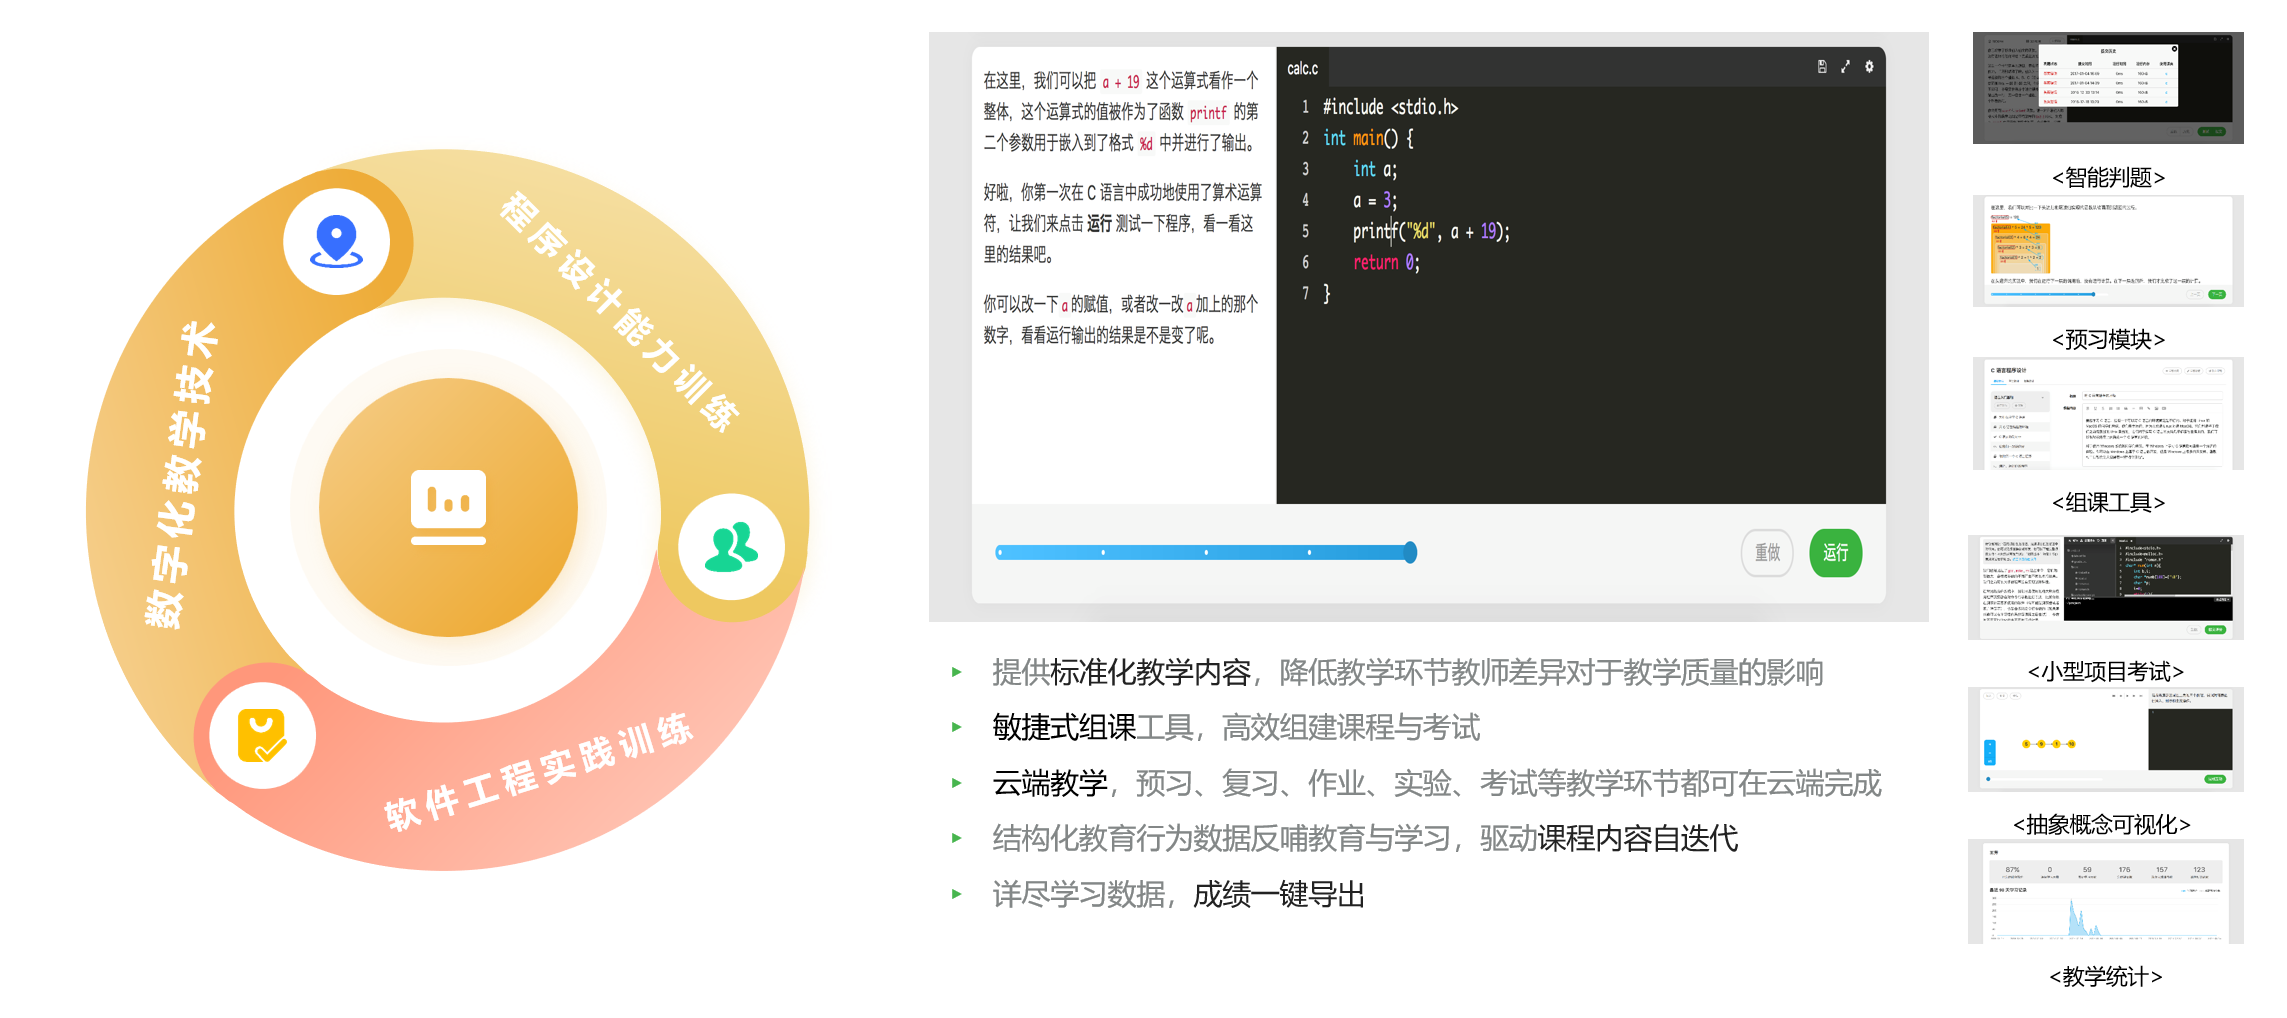 程序设计能力训练
数字化教学技术
软件工程实践训练
在这里，我们可以把 a + 19 这个运算式看作一个
整体，这个运算式的值被作为了函数 printf 的第
二个参数用于嵌入到了格式 %d 中并进行了输出。
好啦，你第一次在 C 语言中成功地使用了算术运算
符，让我们来点击 运行 测试一下程序，看一看这
里的结果吧。
你可以改一下 a 的赋值，或者改一改 a 加上的那个
数字，看看运行输出的结果是不是变了呢。
calc.c
1 #include <stdio.h>
2 int main() {
3     int a;
4     a = 3;
5     printf("%d", a + 19);
6     return 0;
7 }
重做
运行
提供标准化教学内容，降低教学环节教师差异对于教学质量的影响
敏捷式组课工具，高效组建课程与考试
云端教学，预习、复习、作业、实验、考试等教学环节都可在云端完成
结构化教育行为数据反哺教育与学习，驱动课程内容自迭代
详尽学习数据，成绩一键导出
<智能判题>
<预习模块>
C 语言程序设计
<组课工具>
<小型项目考试>
<抽象概念可视化>
87% 0 59 176 157 123
<教学统计>